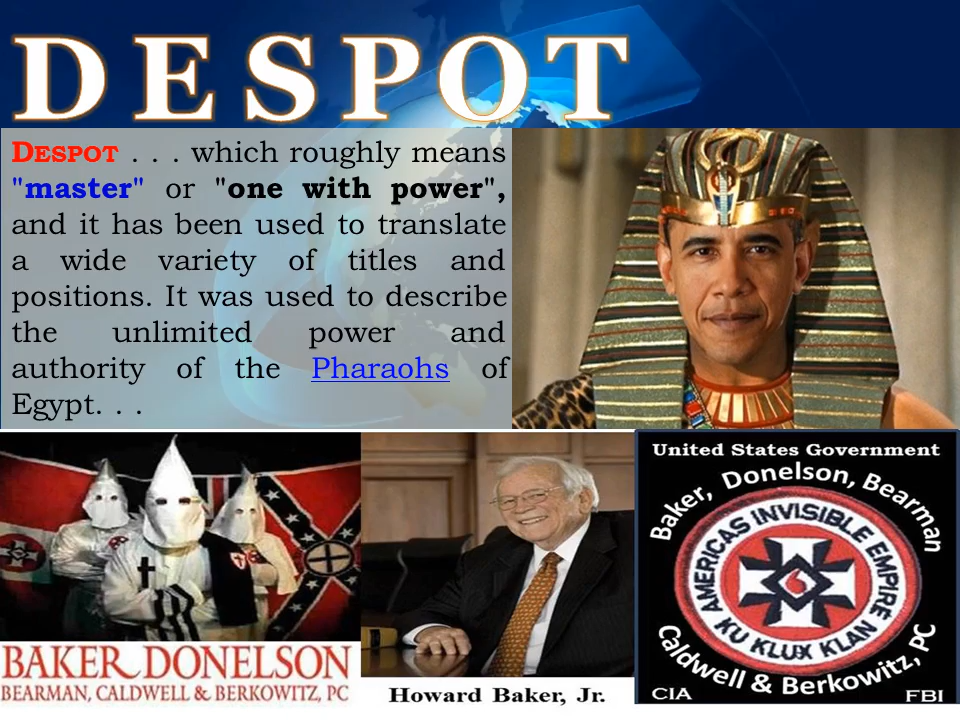 DESPOT
DESPOT . . . which roughly means
"master" or "one with power",
and it has been used to translate
a wide variety of titles and
positions. It was used to describe
the unlimited power and
authority of the Pharaohs of
Egypt. . .
BAKER DONELSON
BEARMAN, CALDWELL & BERKOWITZ, PC
Howard Baker, Jr.
United States Government
Baker, Donelson, Bearman
AMERICAS INVISIBLE EMPIRE
KU KLUX KLAN
Caldwell & Berkowitz, PC
CIA
FBI